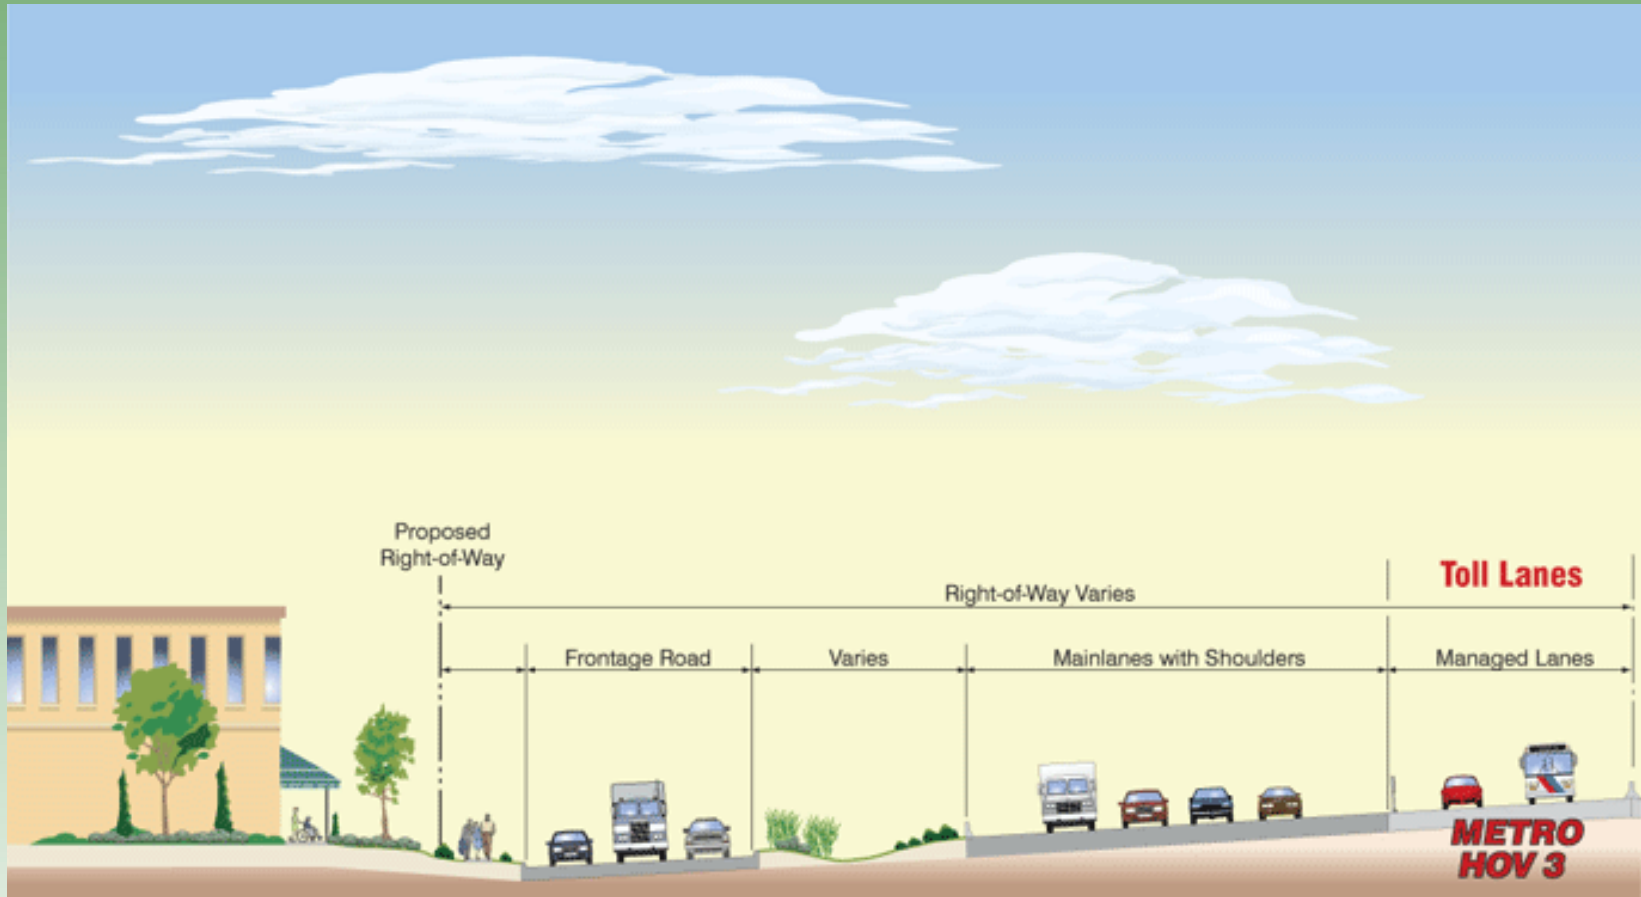 Proposed
Right-of-Way
Toll Lanes
Right-of-Way Varies
Frontage Road
Varies
Mainlanes with Shoulders
Managed Lanes
METRO
HOV 3